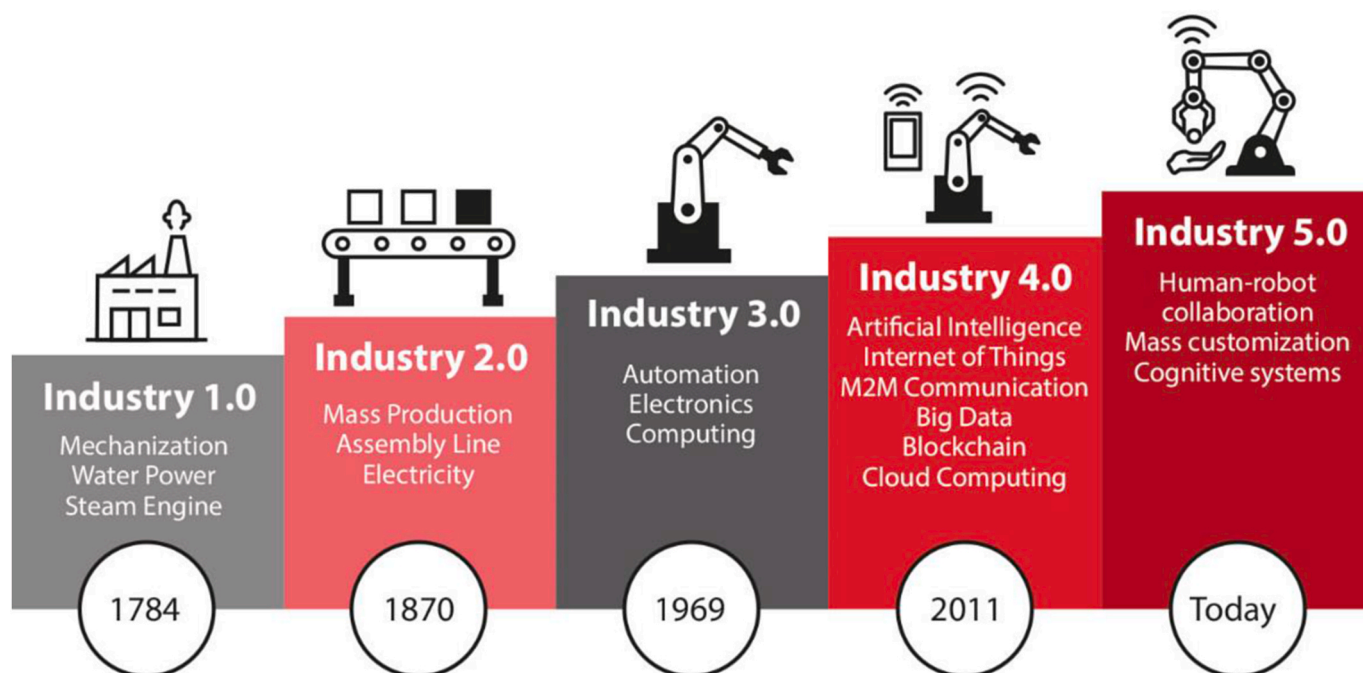 Industry 1.0
Mechanization
Water Power
Steam Engine
1784
Industry 2.0
Mass Production
Assembly Line
Electricity
1870
Industry 3.0
Automation
Electronics
Computing
1969
Industry 4.0
Artificial Intelligence
Internet of Things
M2M Communication
Big Data
Blockchain
Cloud Computing
2011
Industry 5.0
Human-robot
collaboration
Mass customization
Cognitive systems
Today